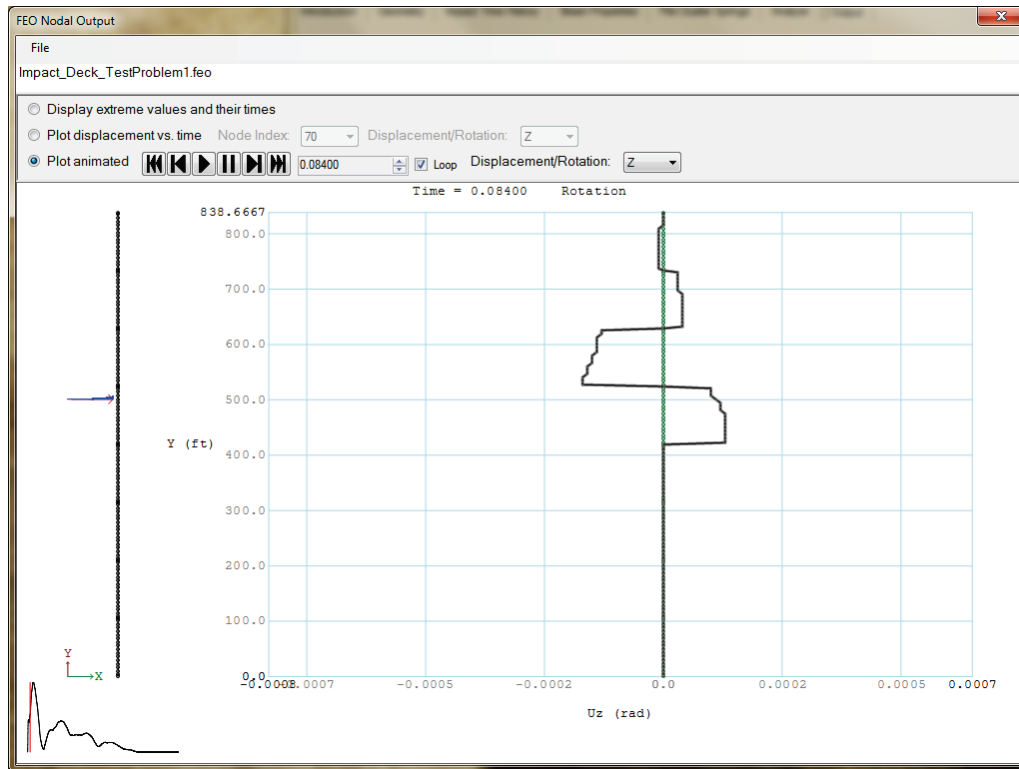 FEO Nodal Output
x
File
Impact_Deck_TestProblem1.feo
Display extreme values and their times
Plot displacement vs. time Node Index: 70 Displacement/Rotation: Z
Plot animated 0.08400 Loop Displacement/Rotation: Z
Time = 0.08400 Rotation
838.6667
800.0
700.0
600.0
500.0
Y (ft)
400.0
300.0
200.0
100.0
Y
X
0.0
-0.0007 -0.0005 -0.0002 0.0 0.0002 0.0005 0.0007
Uz (rad)